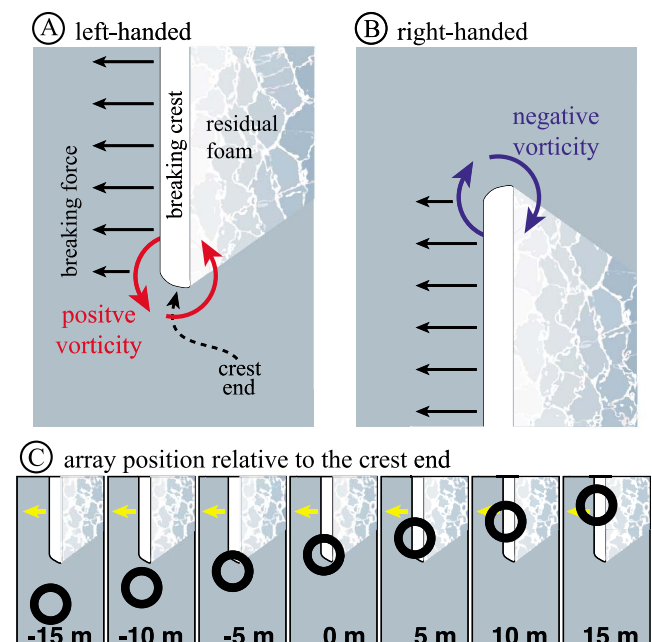 A left-handed
B right-handed
breaking force
breaking crest
residual
foam
positve
vorticity
crest
end
negative
vorticity
C array position relative to the crest end
-15 m -10 m -5 m 0 m 5 m 10 m 15 m